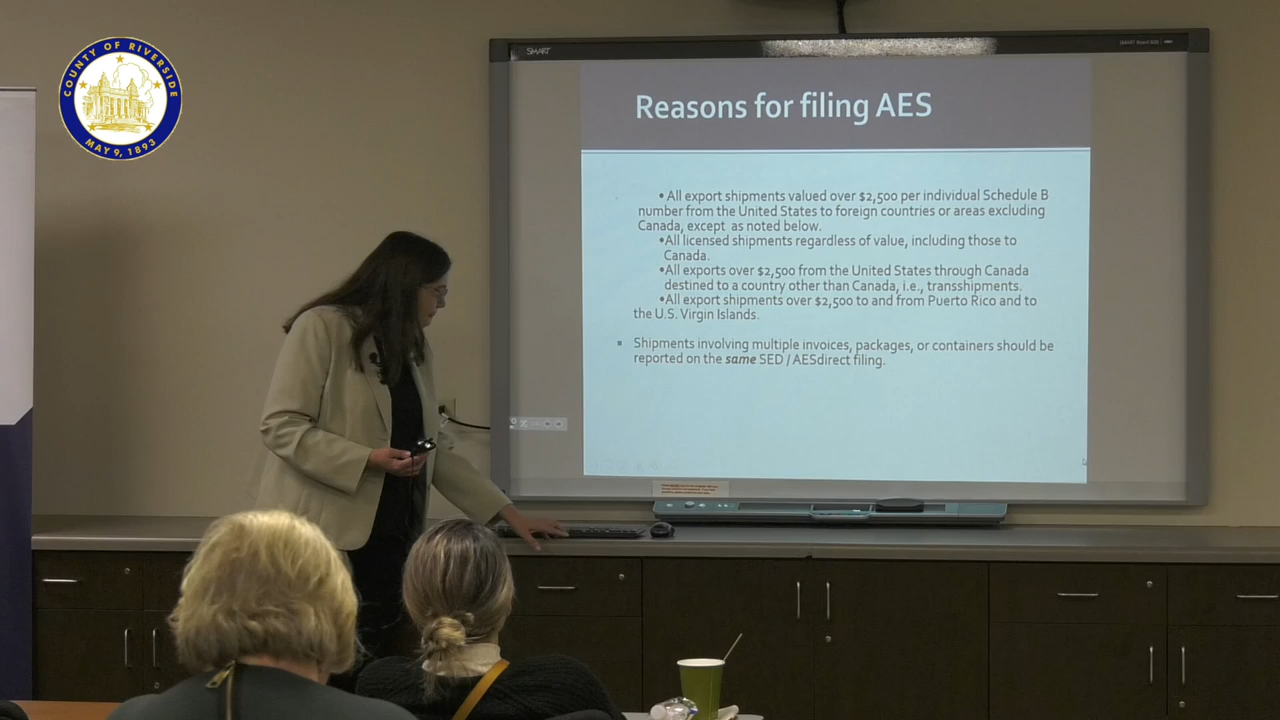 COUNTY OF RIVERSIDE
MAY 9, 1893
SMART
Reasons for filing AES
• All export shipments valued over $2,500 per individual Schedule B
number from the United States to foreign countries or areas excluding
Canada, except as noted below.
•All licensed shipments regardless of value, including those to
Canada.
•All exports over $2,500 from the United States through Canada
destined to a country other than Canada, i.e., transshipments.
•All export shipments over $2,500 to and from Puerto Rico and to
the U.S. Virgin Islands.
▪ Shipments involving multiple invoices, packages, or containers should be
reported on the same SED / AESdirect filing.